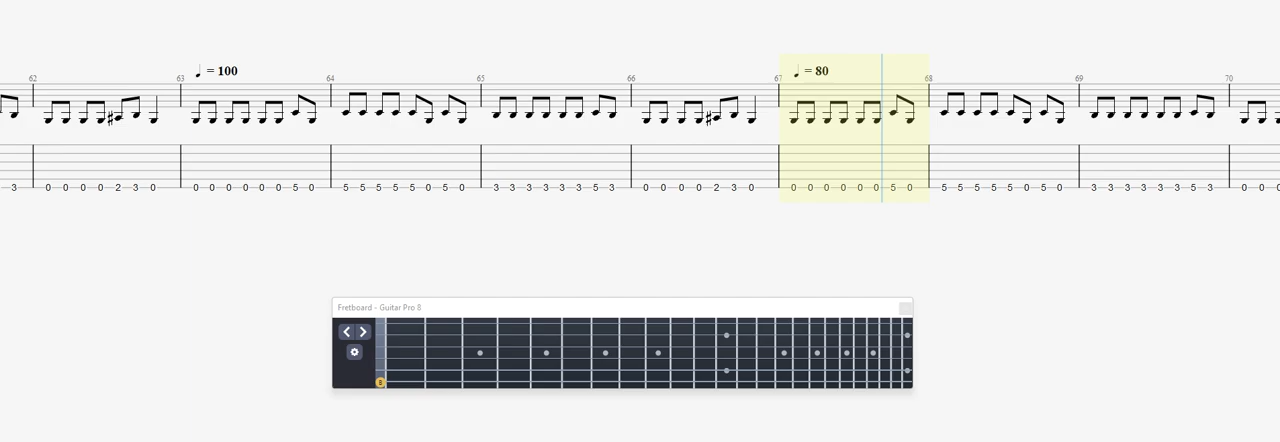 ♩ = 100 ♩ = 80
62 63 64 65 66 67 68 69 70
3 0 0 0 0 2 3 0 0 0 0 0 0 0 5 0 5 5 5 5 5 0 5 0 3 3 3 3 3 3 5 3 0 0 0 0 2 3 0 0 0 0 0 0 0 5 0 5 5 5 5 5 0 5 0 3 3 3 3 3 3 5 3 0 0 0
Fretboard - Guitar Pro 8
B